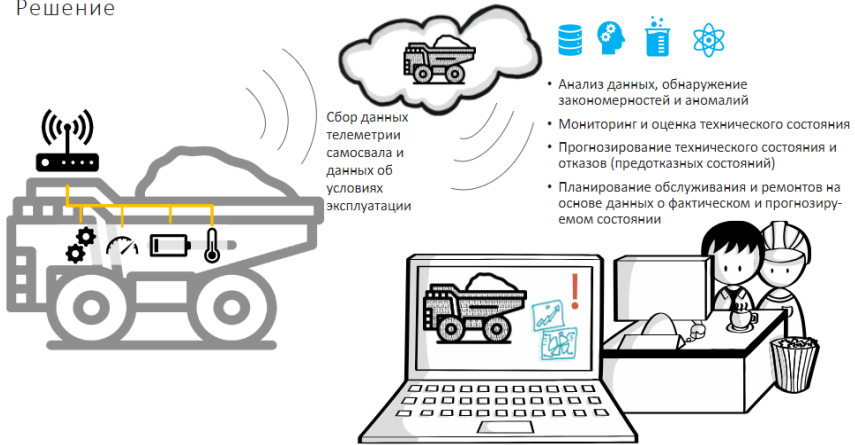 Решение
Сбор данных
телеметрии
самосвала и
данных об
условиях
эксплуатации
• Анализ данных, обнаружение
закономерностей и аномалий
• Мониторинг и оценка технического состояния
• Прогнозирование технического состояния и
отказов (предотказных состояний)
• Планирование обслуживания и ремонтов на
основе данных о фактическом и прогнозиру-
емом состоянии
!